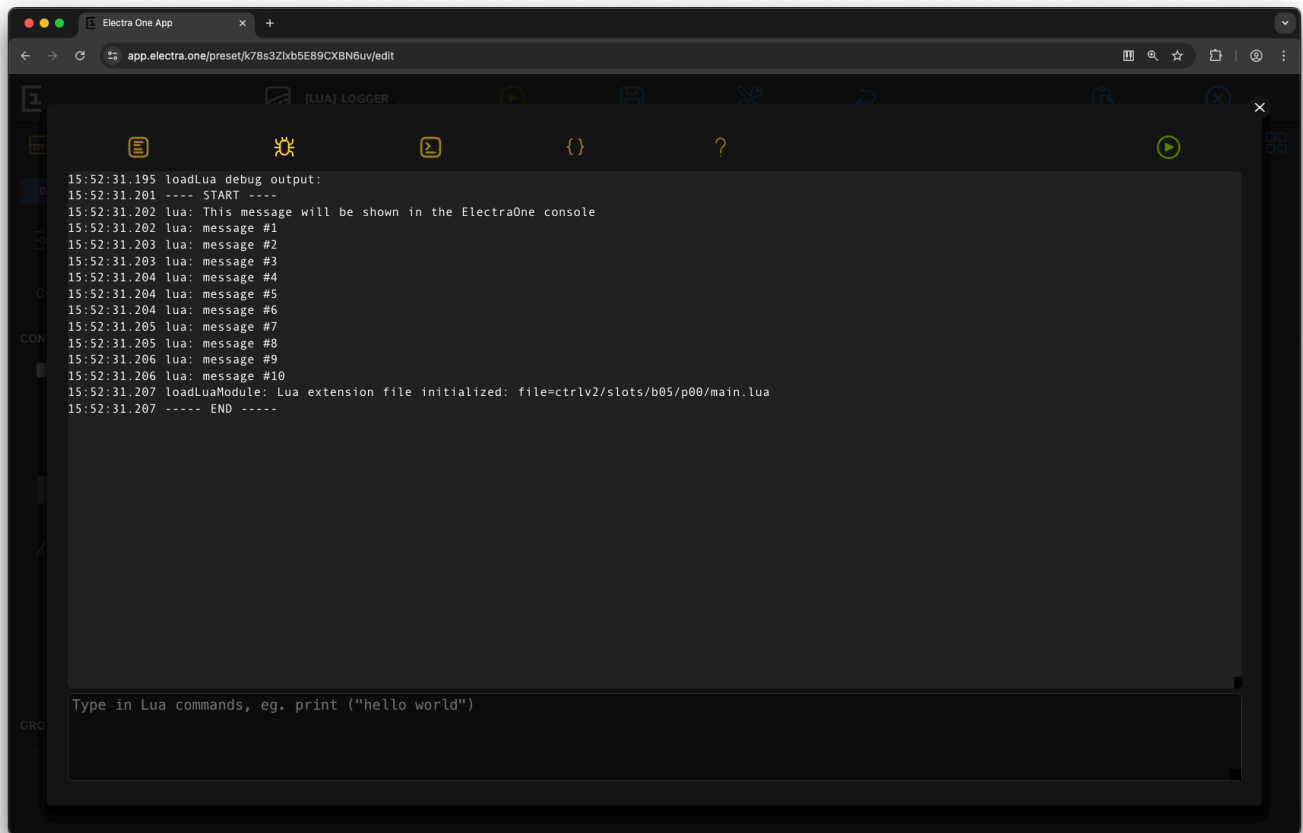 Electra One App
app.electra.one/preset/k78s3Zlxb5E89CXBN6uv/edit
[LUA] LOGGER
15:52:31.195 loadLua debug output:
15:52:31.201 ---- START ----
15:52:31.202 lua: This message will be shown in the ElectraOne console
15:52:31.202 lua: message #1
15:52:31.203 lua: message #2
15:52:31.203 lua: message #3
15:52:31.204 lua: message #4
15:52:31.204 lua: message #5
15:52:31.204 lua: message #6
15:52:31.205 lua: message #7
15:52:31.205 lua: message #8
15:52:31.206 lua: message #9
15:52:31.206 lua: message #10
15:52:31.207 loadLuaModule: Lua extension file initialized: file=ctrlv2/slots/b05/p00/main.lua
15:52:31.207 ----- END -----
CON
Type in Lua commands, eg. print ("hello world")
GRO